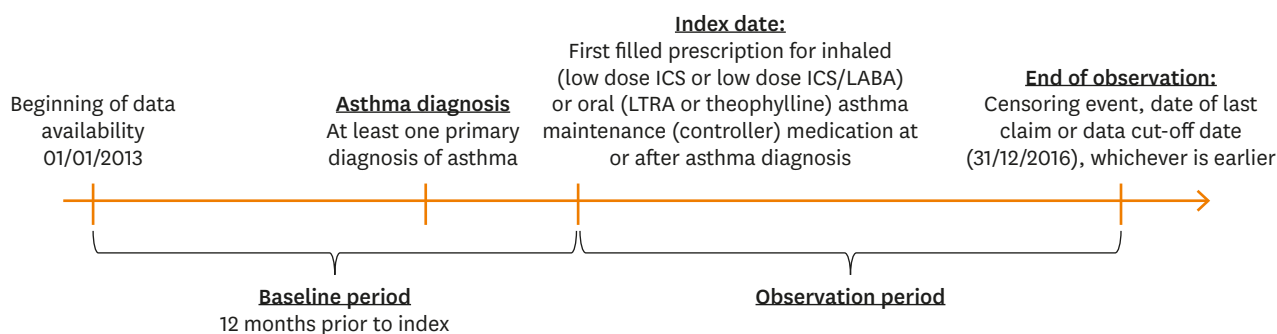 Beginning of data
availability
01/01/2013
Asthma diagnosis
At least one primary
diagnosis of asthma
Index date:
First filled prescription for inhaled
(low dose ICS or low dose ICS/LABA)
or oral (LTRA or theophylline) asthma
maintenance (controller) medication at
or after asthma diagnosis
End of observation:
Censoring event, date of last
claim or data cut-off date
(31/12/2016), whichever is earlier
Baseline period
12 months prior to index
Observation period